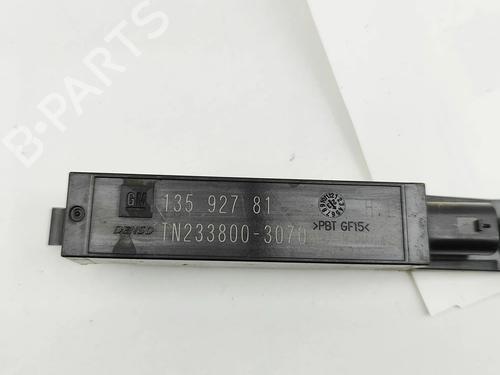 B-PARTS
GM 135 927 81
DENSO TN233800-3070
>PBT GF15<